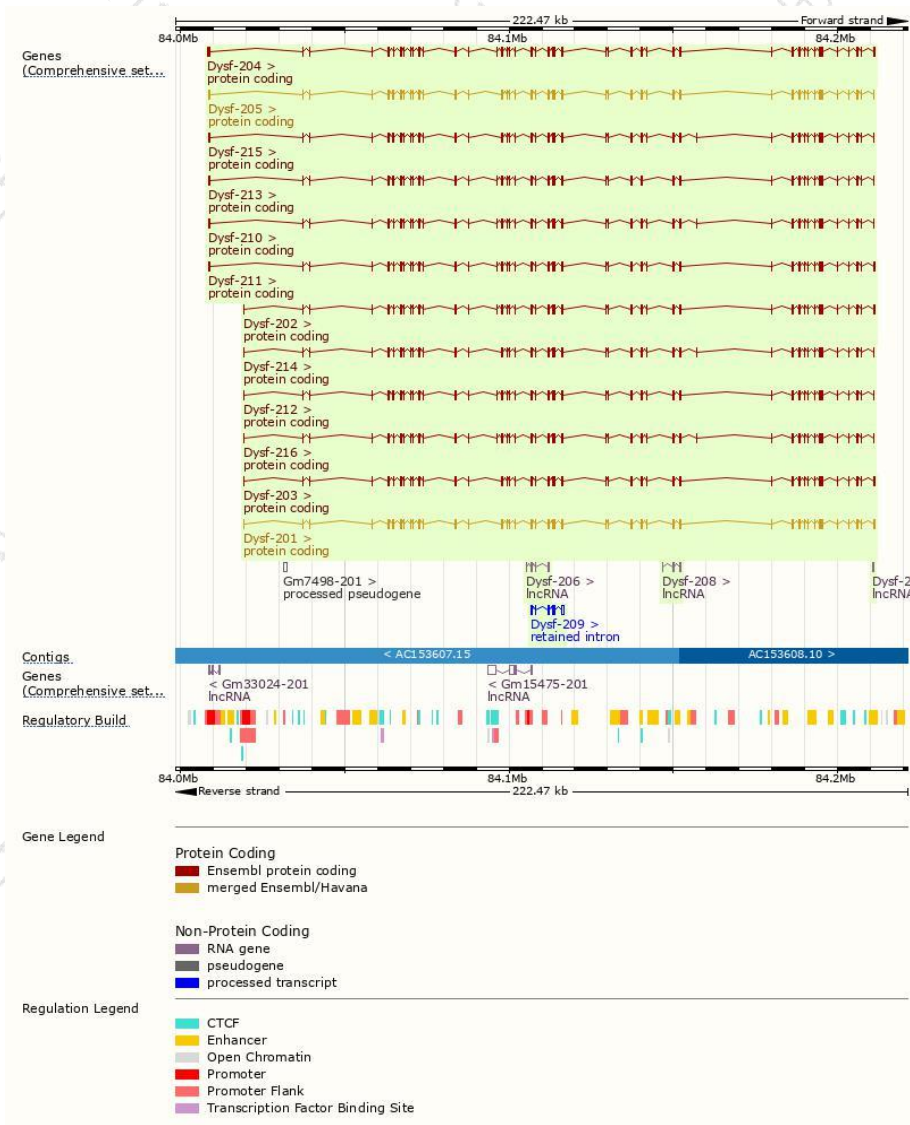 222.47 kb Forward strand
84.0Mb 84.1Mb 84.2Mb
Genes
(Comprehensive set...
Dysf-204 >
protein coding
Dysf-205 >
protein coding
Dysf-215 >
protein coding
Dysf-213 >
protein coding
Dysf-210 >
protein coding
Dysf-211 >
protein coding
Dysf-202 >
protein coding
Dysf-214 >
protein coding
Dysf-212 >
protein coding
Dysf-216 >
protein coding
Dysf-203 >
protein coding
Dysf-201 >
protein coding
Gm7498-201 > Dysf-206 > Dysf-208 > Dysf-2
processed pseudogene lncRNA lncRNA lncRNA
Dysf-209 >
retained intron
Contigs < AC153607.15 AC153608.10 >
Genes
(Comprehensive set...
< Gm33024-201 < Gm15475-201
lncRNA lncRNA
Regulatory Build
84.0Mb 84.1Mb 84.2Mb
Reverse strand 222.47 kb
Gene Legend
Protein Coding
Ensembl protein coding
merged Ensembl/Havana
Non-Protein Coding
RNA gene
pseudogene
processed transcript
Regulation Legend
CTCF
Enhancer
Open Chromatin
Promoter
Promoter Flank
Transcription Factor Binding Site